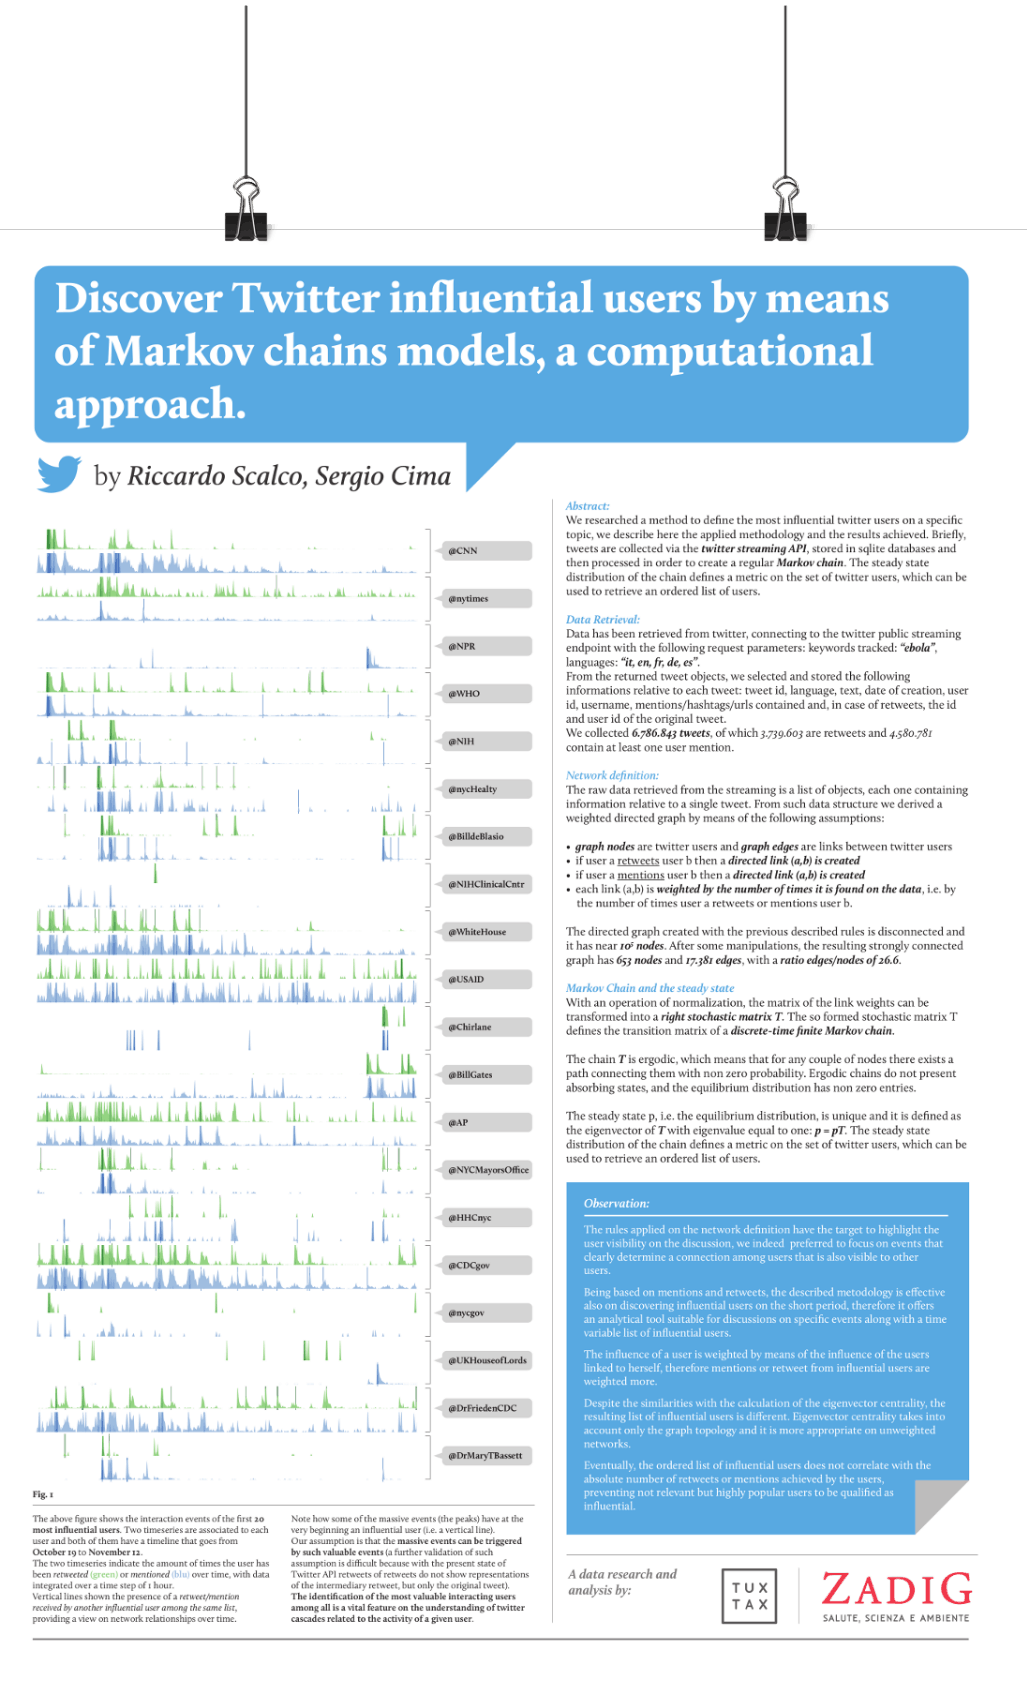 Discover Twitter influential users by means
of Markov chains models, a computational
approach.
by Riccardo Scalco, Sergio Cima
@CNN
@nytimes
@NPR
@WHO
@NIH
@nycHealty
@BilldeBlasio
@NIHClinicalCntr
@WhiteHouse
@USAID
@Chirlane
@BillGates
@AP
@NYCMayorsOffice
@HHCnyc
@CDCgov
@nycgov
@UKHouseofLords
@DrFriedenCDC
@DrMaryTBassett
Fig. 1
The above figure shows the interaction events of the first 20
most influential users. Two timeseries are associated to each
user and both of them have a timeline that goes from
October 19 to November 12.
The two timeseries indicate the amount of times the user has
been retweeted (green) or mentioned (blu) over time, with data
integrated over a time step of 1 hour.
Vertical lines shown the presence of a retweet/mention
received by another influential user among the same list,
providing a view on network relationships over time.
Note how some of the massive events (the peaks) have at the
very beginning an influential user (i.e. a vertical line).
Our assumption is that the massive events can be triggered
by such valuable events (a further validation of such
assumption is difficult because with the present state of
Twitter API retweets of retweets do not show representations
of the intermediary retweet, but only the original tweet).
The identification of the most valuable interacting users
among all is a vital feature on the understanding of twitter
cascades related to the activity of a given user.
Abstract:
We researched a method to define the most influential twitter users on a specific
topic, we describe here the applied methodology and the results achieved. Briefly,
tweets are collected via the twitter streaming API, stored in sqlite databases and
then processed in order to create a regular Markov chain. The steady state
distribution of the chain defines a metric on the set of twitter users, which can be
used to retrieve an ordered list of users.
Data Retrieval:
Data has been retrieved from twitter, connecting to the twitter public streaming
endpoint with the following request parameters: keywords tracked: “ebola”,
languages: “it, en, fr, de, es”.
From the returned tweet objects, we selected and stored the following
informations relative to each tweet: tweet id, language, text, date of creation, user
id, username, mentions/hashtags/urls contained and, in case of retweets, the id
and user id of the original tweet.
We collected 6.786.843 tweets, of which 3.739.603 are retweets and 4.580.781
contain at least one user mention.
Network definition:
The raw data retrieved from the streaming is a list of objects, each one containing
information relative to a single tweet. From such data structure we derived a
weighted directed graph by means of the following assumptions:
• graph nodes are twitter users and graph edges are links between twitter users
• if user a retweets user b then a directed link (a,b) is created
• if user a mentions user b then a directed link (a,b) is created
• each link (a,b) is weighted by the number of times it is found on the data, i.e. by
the number of times user a retweets or mentions user b.
The directed graph created with the previous described rules is disconnected and
it has near 10⁵ nodes. After some manipulations, the resulting strongly connected
graph has 653 nodes and 17.381 edges, with a ratio edges/nodes of 26.6.
Markov Chain and the steady state
With an operation of normalization, the matrix of the link weights can be
transformed into a right stochastic matrix T. The so formed stochastic matrix T
defines the transition matrix of a discrete-time finite Markov chain.
The chain T is ergodic, which means that for any couple of nodes there exists a
path connecting them with non zero probability. Ergodic chains do not present
absorbing states, and the equilibrium distribution has non zero entries.
The steady state p, i.e. the equilibrium distribution, is unique and it is defined as
the eigenvector of T with eigenvalue equal to one: p = pT. The steady state
distribution of the chain defines a metric on the set of twitter users, which can be
used to retrieve an ordered list of users.
Observation:
The rules applied on the network definition have the target to highlight the
user visibility on the discussion, we indeed preferred to focus on events that
clearly determine a connection among users that is also visible to other
users.
Being based on mentions and retweets, the described metodology is effective
also on discovering influential users on the short period, therefore it offers
an analytical tool suitable for discussions on specific events along with a time
variable list of influential users.
The influence of a user is weighted by means of the influence of the users
linked to herself, therefore mentions or retweet from influential users are
weighted more.
Despite the similarities with the calculation of the eigenvector centrality, the
resulting list of influential users is different. Eigenvector centrality takes into
account only the graph topology and it is more appropriate on unweighted
networks.
Eventually, the ordered list of influential users does not correlate with the
absolute number of retweets or mentions achieved by the users,
preventing not relevant but highly popular users to be qualified as
influential.
A data research and
analysis by:
TUX
TAX
ZADIG
SALUTE, SCIENZA E AMBIENTE